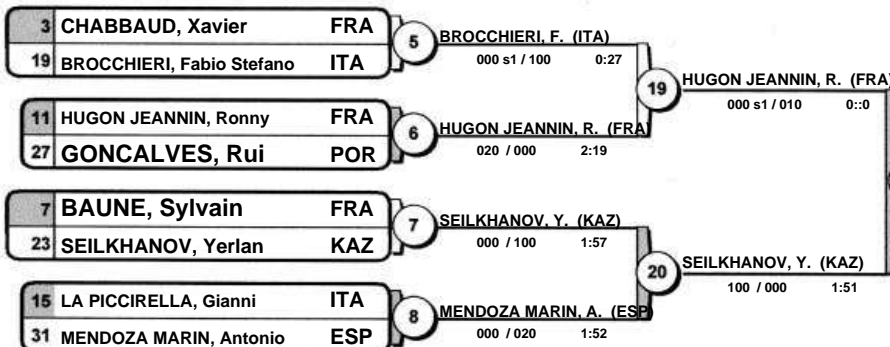 3 CHABBAUD, Xavier FRA
19 BROCCHIERI, Fabio Stefano ITA
5
BROCCHIERI, F. (ITA)
000 s1 / 100 0:27
11 HUGON JEANNIN, Ronny FRA
27 GONCALVES, Rui POR
6
HUGON JEANNIN, R. (FRA)
020 / 000 2:19
19
HUGON JEANNIN, R. (FRA)
000 s1 / 010 0::0
7 BAUNE, Sylvain FRA
23 SEILKHANOV, Yerlan KAZ
7
SEILKHANOV, Y. (KAZ)
000 / 100 1:57
15 LA PICCIRELLA, Gianni ITA
31 MENDOZA MARIN, Antonio ESP
8
MENDOZA MARIN, A. (ESP)
000 / 020 1:52
20
SEILKHANOV, Y. (KAZ)
100 / 000 1:51